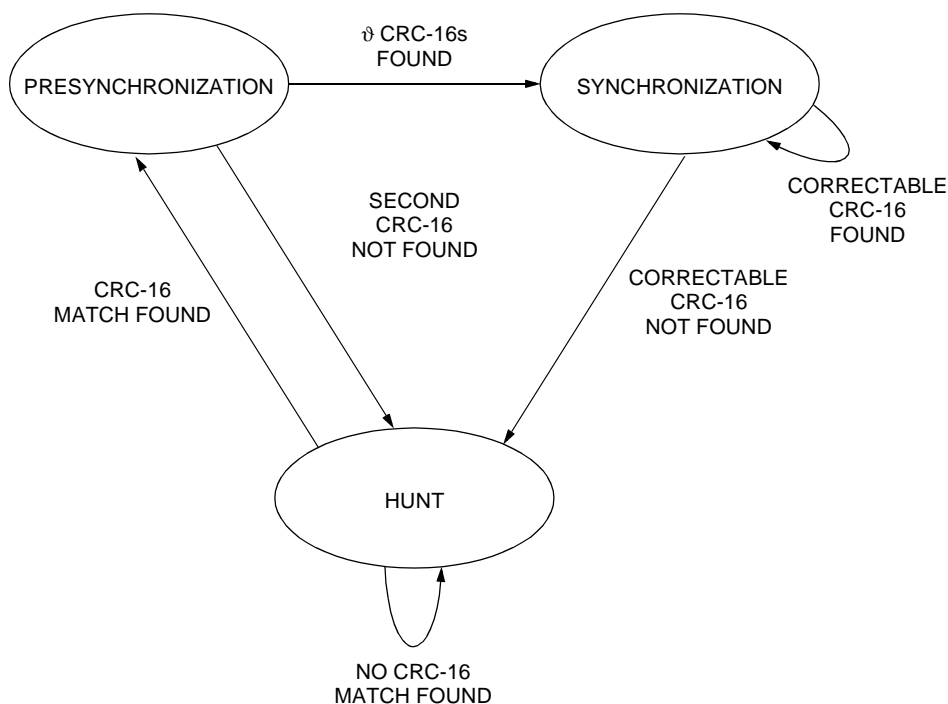 ϑ CRC-16s
FOUND
PRESYNCHRONIZATION
SYNCHRONIZATION
SECOND
CRC-16
NOT FOUND
CORRECTABLE
CRC-16
FOUND
CRC-16
MATCH FOUND
CORRECTABLE
CRC-16
NOT FOUND
HUNT
NO CRC-16
MATCH FOUND